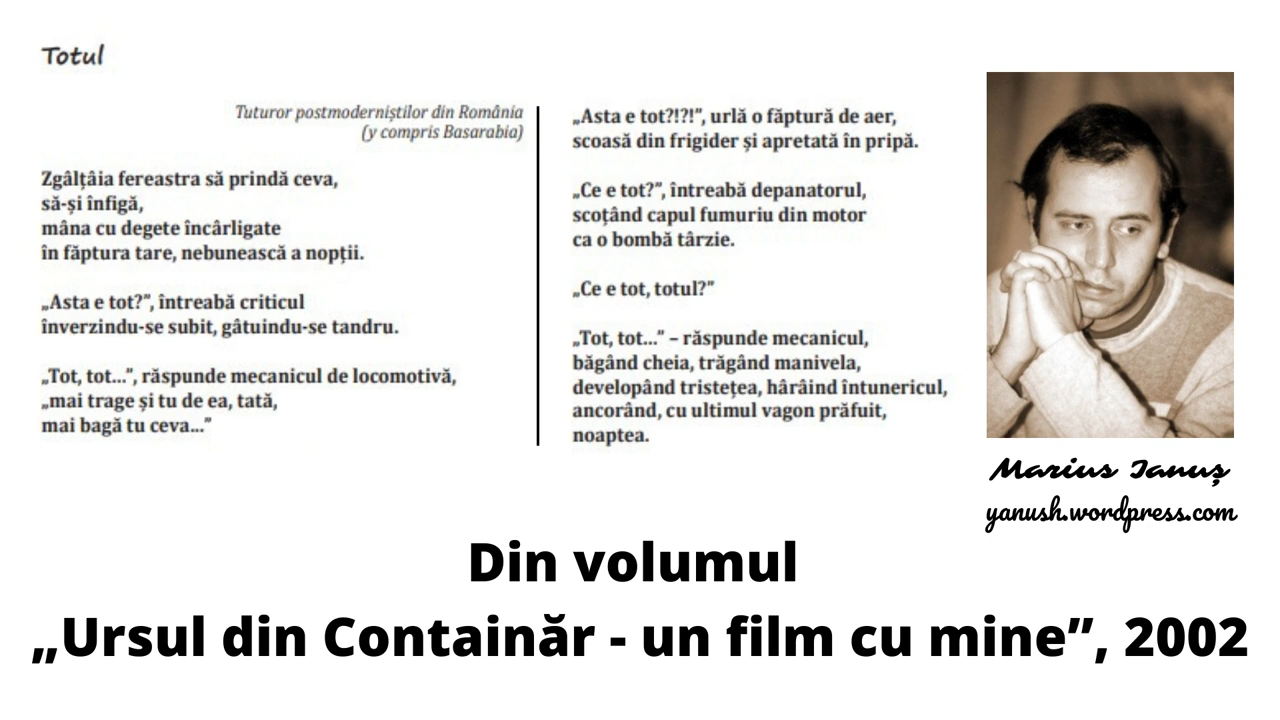 Totul
Tuturor postmoderniștilor din România
(y compris Basarabia)
Zgâlțâia fereastra să prindă ceva,
să-și înfigă,
mâna cu degete încârligate
în făptura tare, nebunească a nopții.
„Asta e tot?”, întreabă criticul
înverzindu-se subit, gâtuindu-se tandru.
„Tot, tot...”, răspunde mecanicul de locomotivă,
„mai trage și tu de ea, tată,
mai bagă tu ceva...”
„Asta e tot?!?!”, urlă o făptură de aer,
scoasă din frigider și apretată în pripă.
„Ce e tot?”, întreabă depanatorul,
scoțând capul fumuriu din motor
ca o bombă târzie.
„Ce e tot, totul?”
„Tot, tot...” – răspunde mecanicul,
băgând cheia, trăgând manivela,
developând tristețea, hârâind întunericul,
ancorând, cu ultimul vagon prăfuit,
noaptea.
Marius Ianuș
yanush.wordpress.com
Din volumul
„Ursul din Containăr - un film cu mine”, 2002